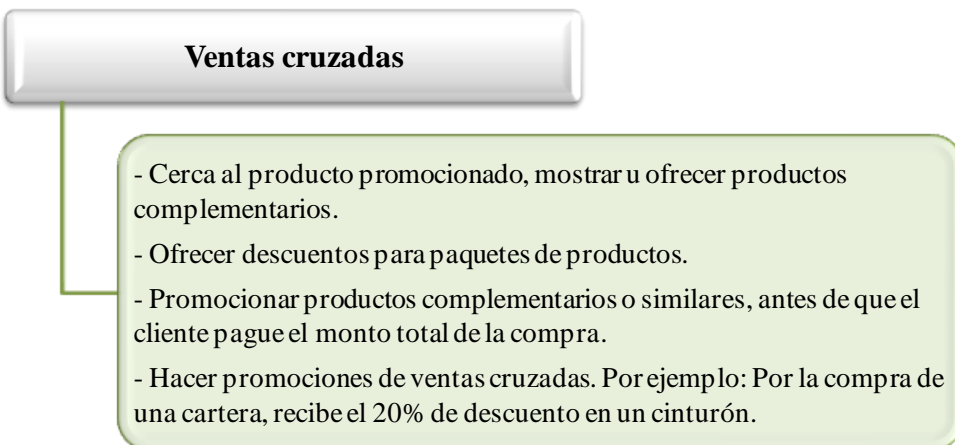 Ventas cruzadas
- Cerca al producto promocionado, mostrar u ofrecer productos
complementarios.
- Ofrecer descuentos para paquetes de productos.
- Promocionar productos complementarios o similares, antes de que el
cliente pague el monto total de la compra.
- Hacer promociones de ventas cruzadas. Por ejemplo: Por la compra de
una cartera, recibe el 20% de descuento en un cinturón.